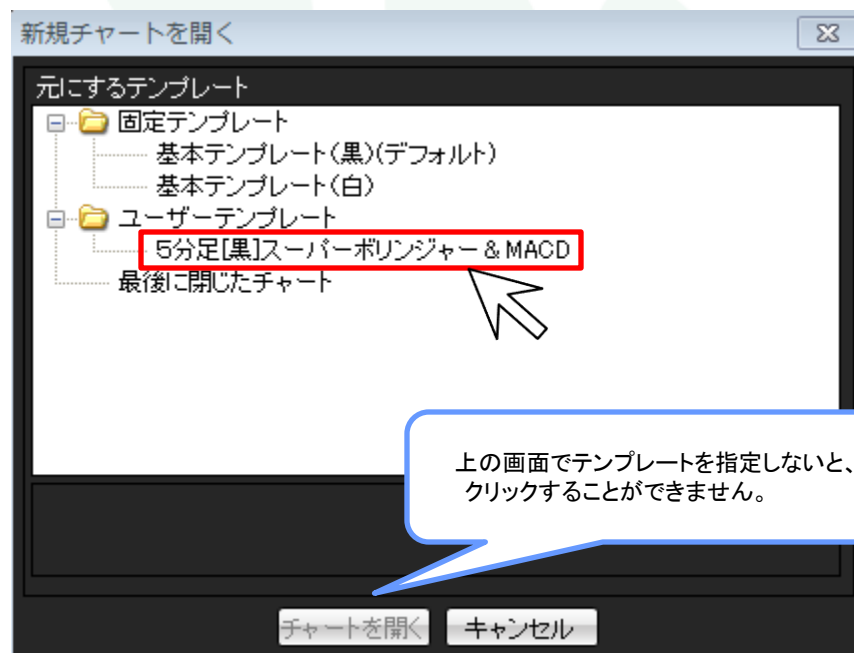 新規チャートを開く
元にするテンプレート
固定テンプレート
基本テンプレート(黒)(デフォルト)
基本テンプレート(白)
ユーザーテンプレート
5分足[黒]スーパーボリンジャー & MACD
最後に閉じたチャート
上の画面でテンプレートを指定しないと、
クリックすることができません。
チャートを開く
キャンセル